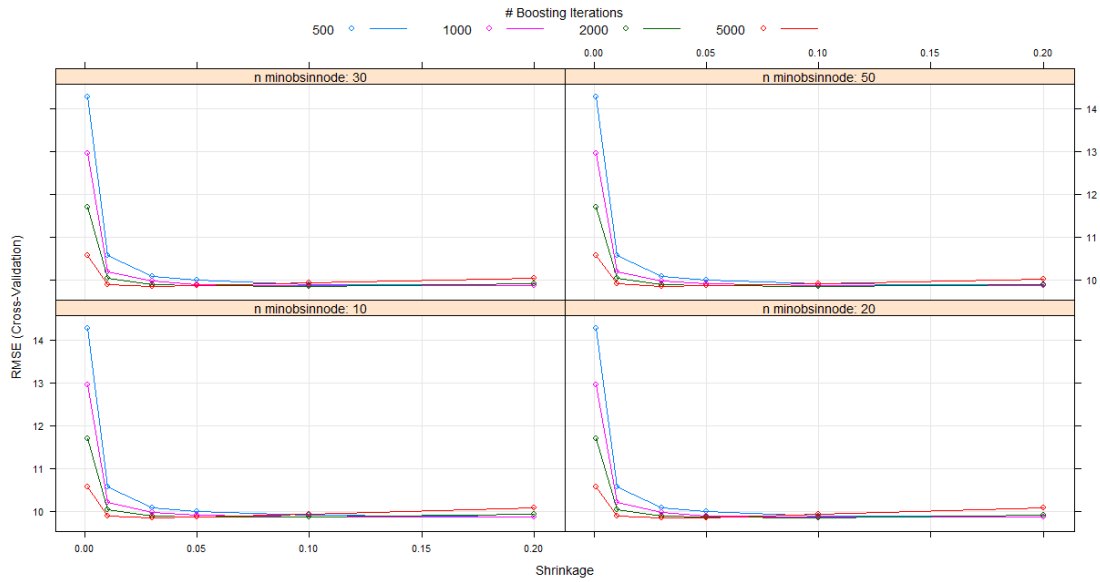 # Boosting Iterations
500 1000 2000 5000
0.00 0.05 0.10 0.15 0.20
n minobsinnode: 30 n minobsinnode: 50
14
13
12
11
10
n minobsinnode: 10 n minobsinnode: 20
14
13
12
11
10
RMSE (Cross-Validation)
0.00 0.05 0.10 0.15 0.20
Shrinkage